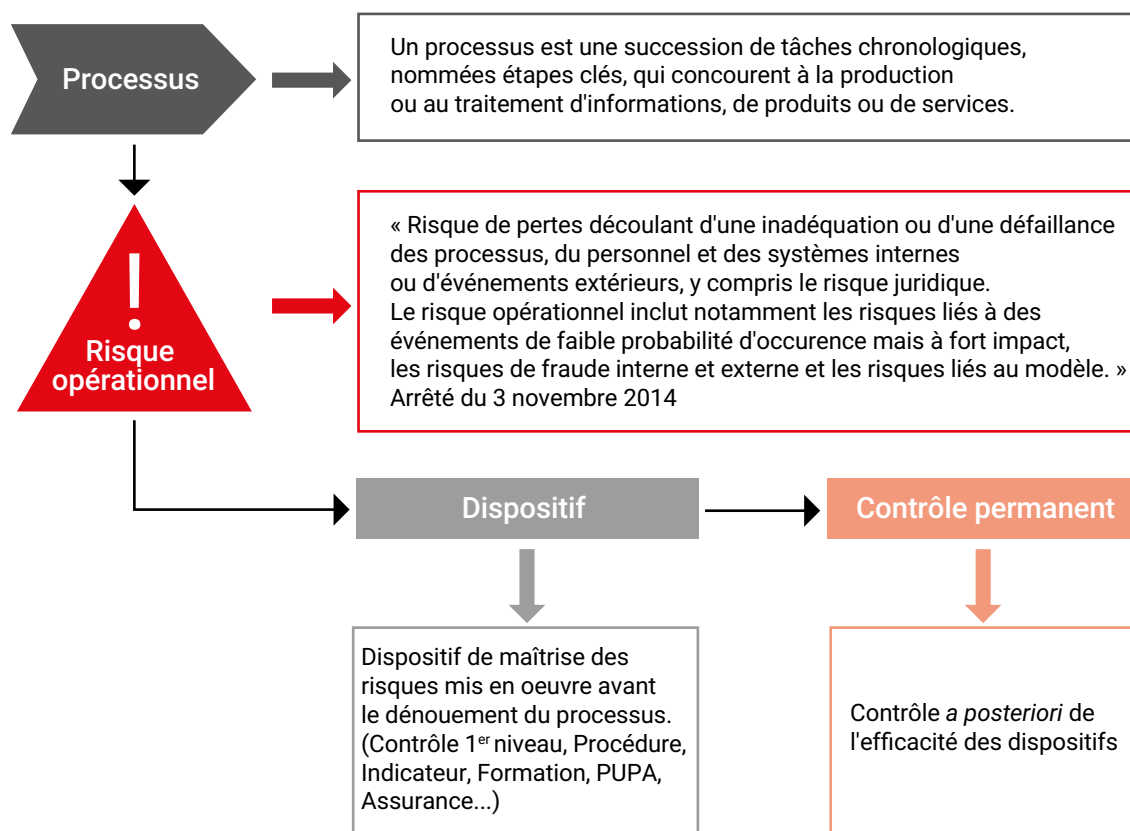 Processus
Un processus est une succession de tâches chronologiques,
nommées étapes clés, qui concourent à la production
ou au traitement d'informations, de produits ou de services.
!
Risque
opérationnel
« Risque de pertes découlant d'une inadéquation ou d'une défaillance
des processus, du personnel et des systèmes internes
ou d'événements extérieurs, y compris le risque juridique.
Le risque opérationnel inclut notamment les risques liés à des
événements de faible probabilité d'occurence mais à fort impact,
les risques de fraude interne et externe et les risques liés au modèle. »
Arrêté du 3 novembre 2014
Dispositif
Contrôle permanent
Dispositif de maîtrise des
risques mis en oeuvre avant
le dénouement du processus.
(Contrôle 1er niveau, Procédure,
Indicateur, Formation, PUPA,
Assurance...)
Contrôle a posteriori de
l'efficacité des dispositifs